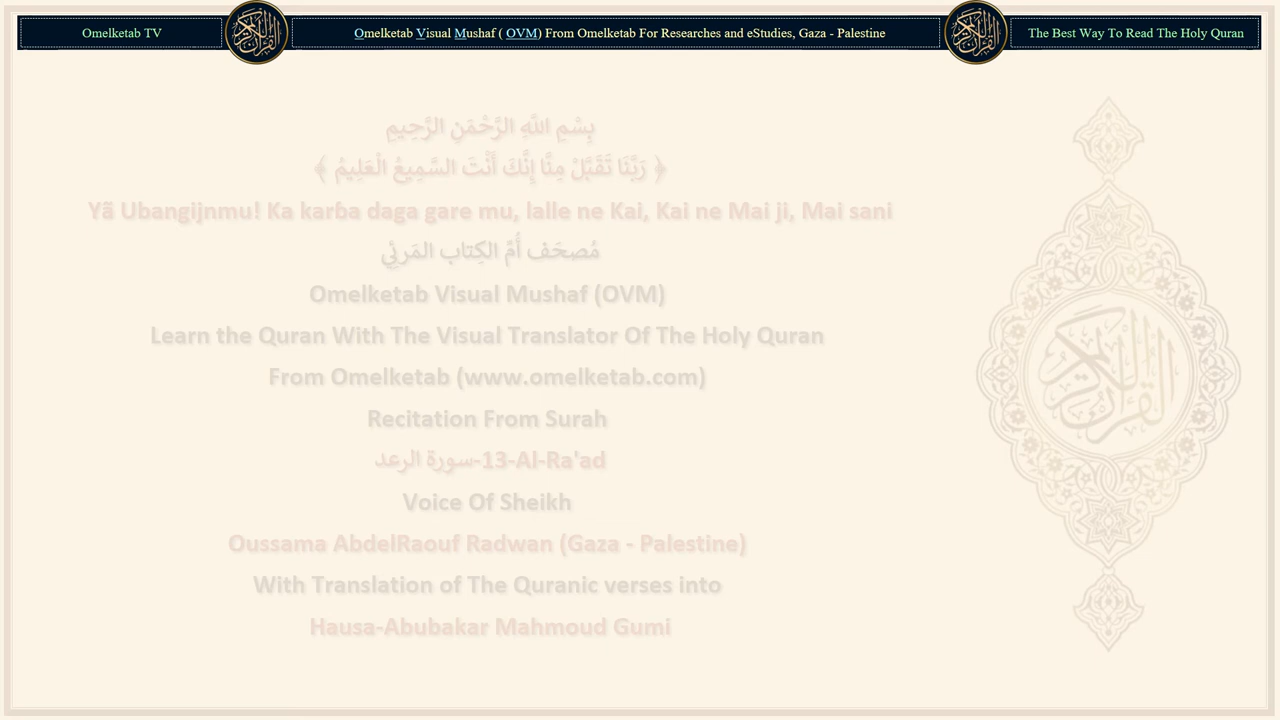 Omelketab TV
Omelketab Visual Mushaf ( OVM) From Omelketab For Researches and eStudies, Gaza - Palestine
The Best Way To Read The Holy Quran
بِسْمِ اللَّهِ الرَّحْمَنِ الرَّحِيمِ
﴿ رَبَّنَا تَقَبَّلْ مِنَّا إِنَّكَ أَنْتَ السَّمِيعُ الْعَلِيمُ ﴾
Yã Ubangijnmu! Ka karɓa daga gare mu, lalle ne Kai, Kai ne Mai ji, Mai sani
مُصحَف أُمِّ الكِتاب المَرئي
Omelketab Visual Mushaf (OVM)
Learn the Quran With The Visual Translator Of The Holy Quran
From Omelketab (www.omelketab.com)
Recitation From Surah
سورة الرعد-13-Al-Ra'ad
Voice Of Sheikh
Oussama AbdelRaouf Radwan (Gaza - Palestine)
With Translation of The Quranic verses into
Hausa-Abubakar Mahmoud Gumi
القرآن الكريم